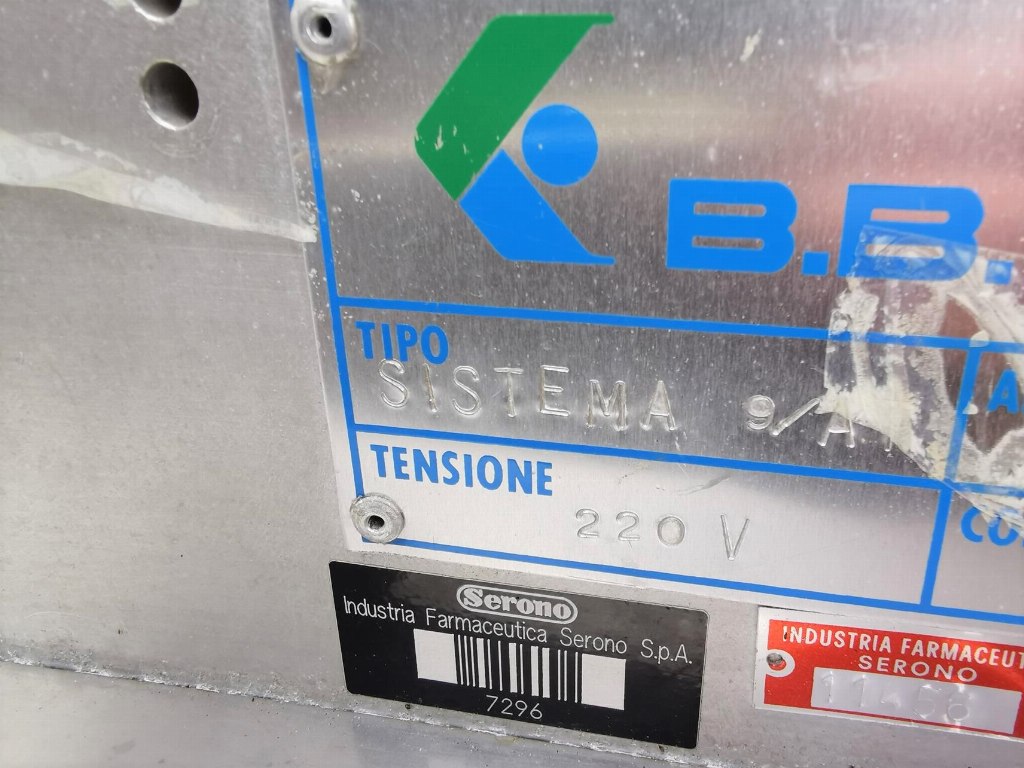 B.B.
TIPO
SISTEMA 9/A
TENSIONE
220 V
Serono
Industria Farmaceutica Serono S.p.A.
7296
INDUSTRIA FARMACEUT
SERONO